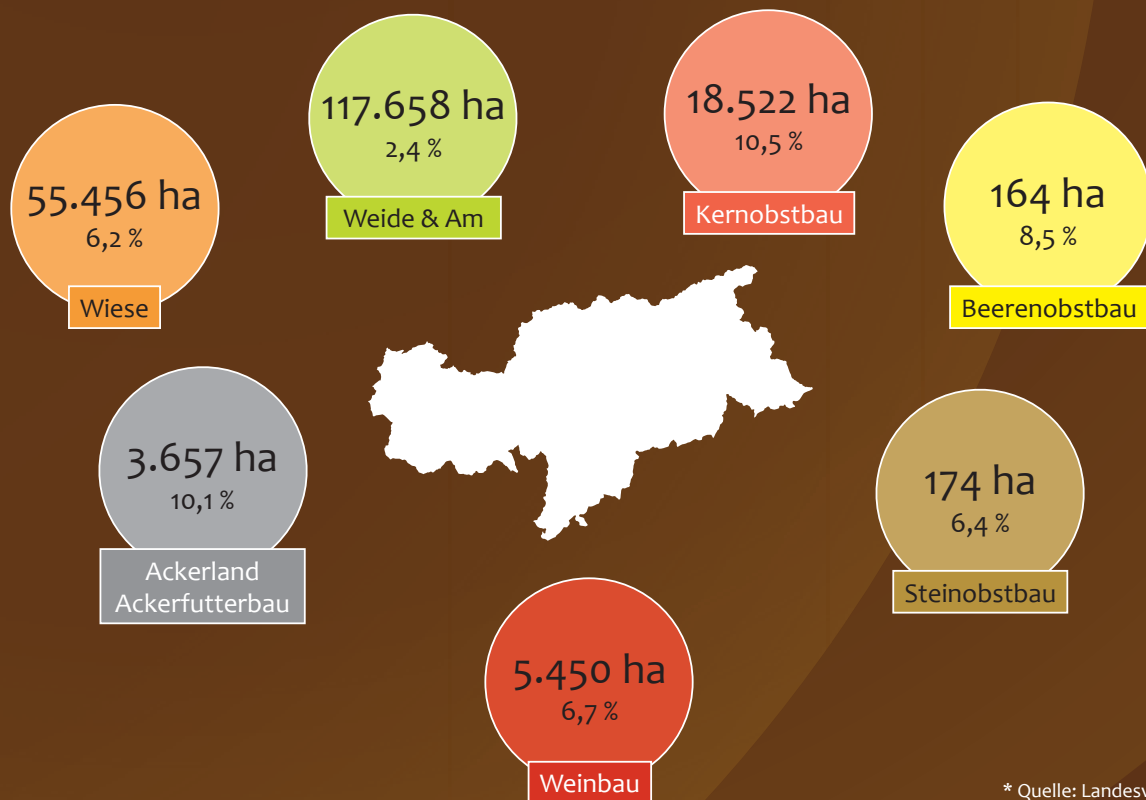 117.658 ha
2,4 %
Weide & Am
18.522 ha
10,5 %
Kernobstbau
55.456 ha
6,2 %
Wiese
164 ha
8,5 %
Beerenobstbau
3.657 ha
10,1 %
Ackerland
Ackerfutterbau
174 ha
6,4 %
Steinobstbau
5.450 ha
6,7 %
Weinbau
* Quelle: